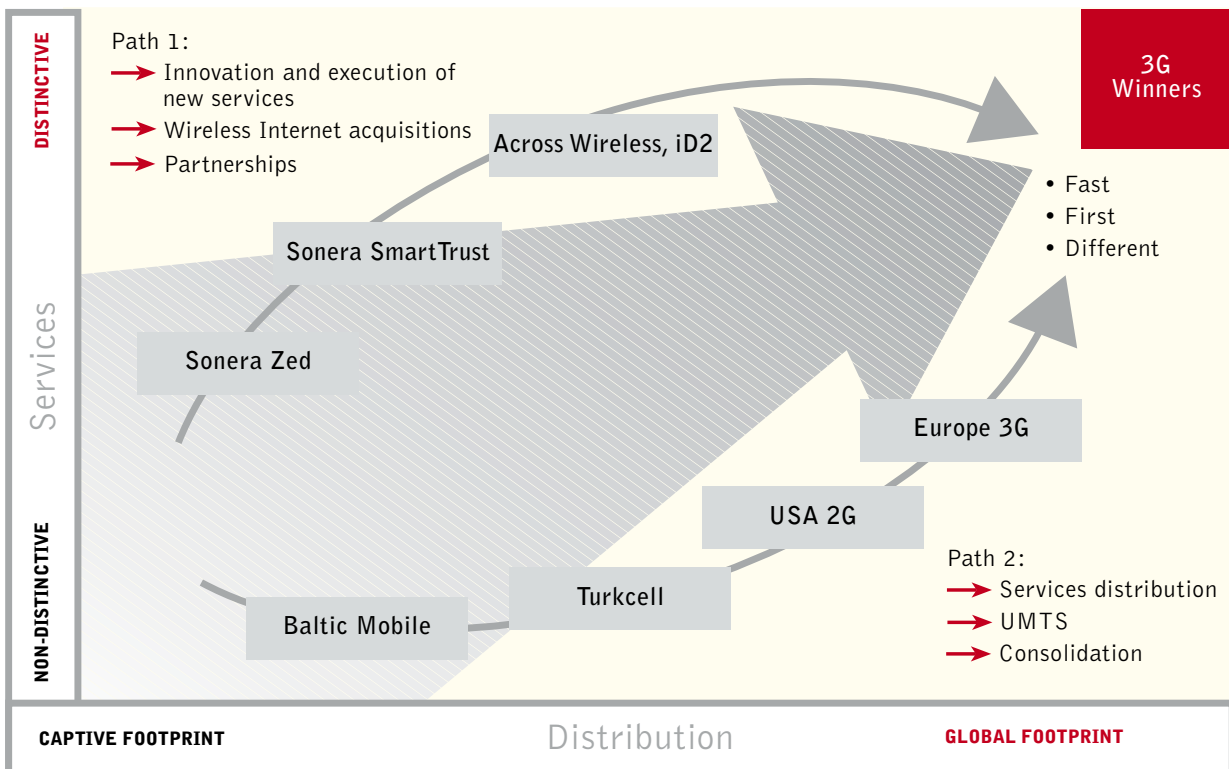 Path 1:
Innovation and execution of
new services
Wireless Internet acquisitions
Partnerships
3G
Winners
• Fast
• First
• Different
Across Wireless, iD2
Sonera SmartTrust
Sonera Zed
Europe 3G
USA 2G
Turkcell
Baltic Mobile
Path 2:
Services distribution
UMTS
Consolidation
DISTINCTIVE
Services
NON-DISTINCTIVE
CAPTIVE FOOTPRINT
Distribution
GLOBAL FOOTPRINT